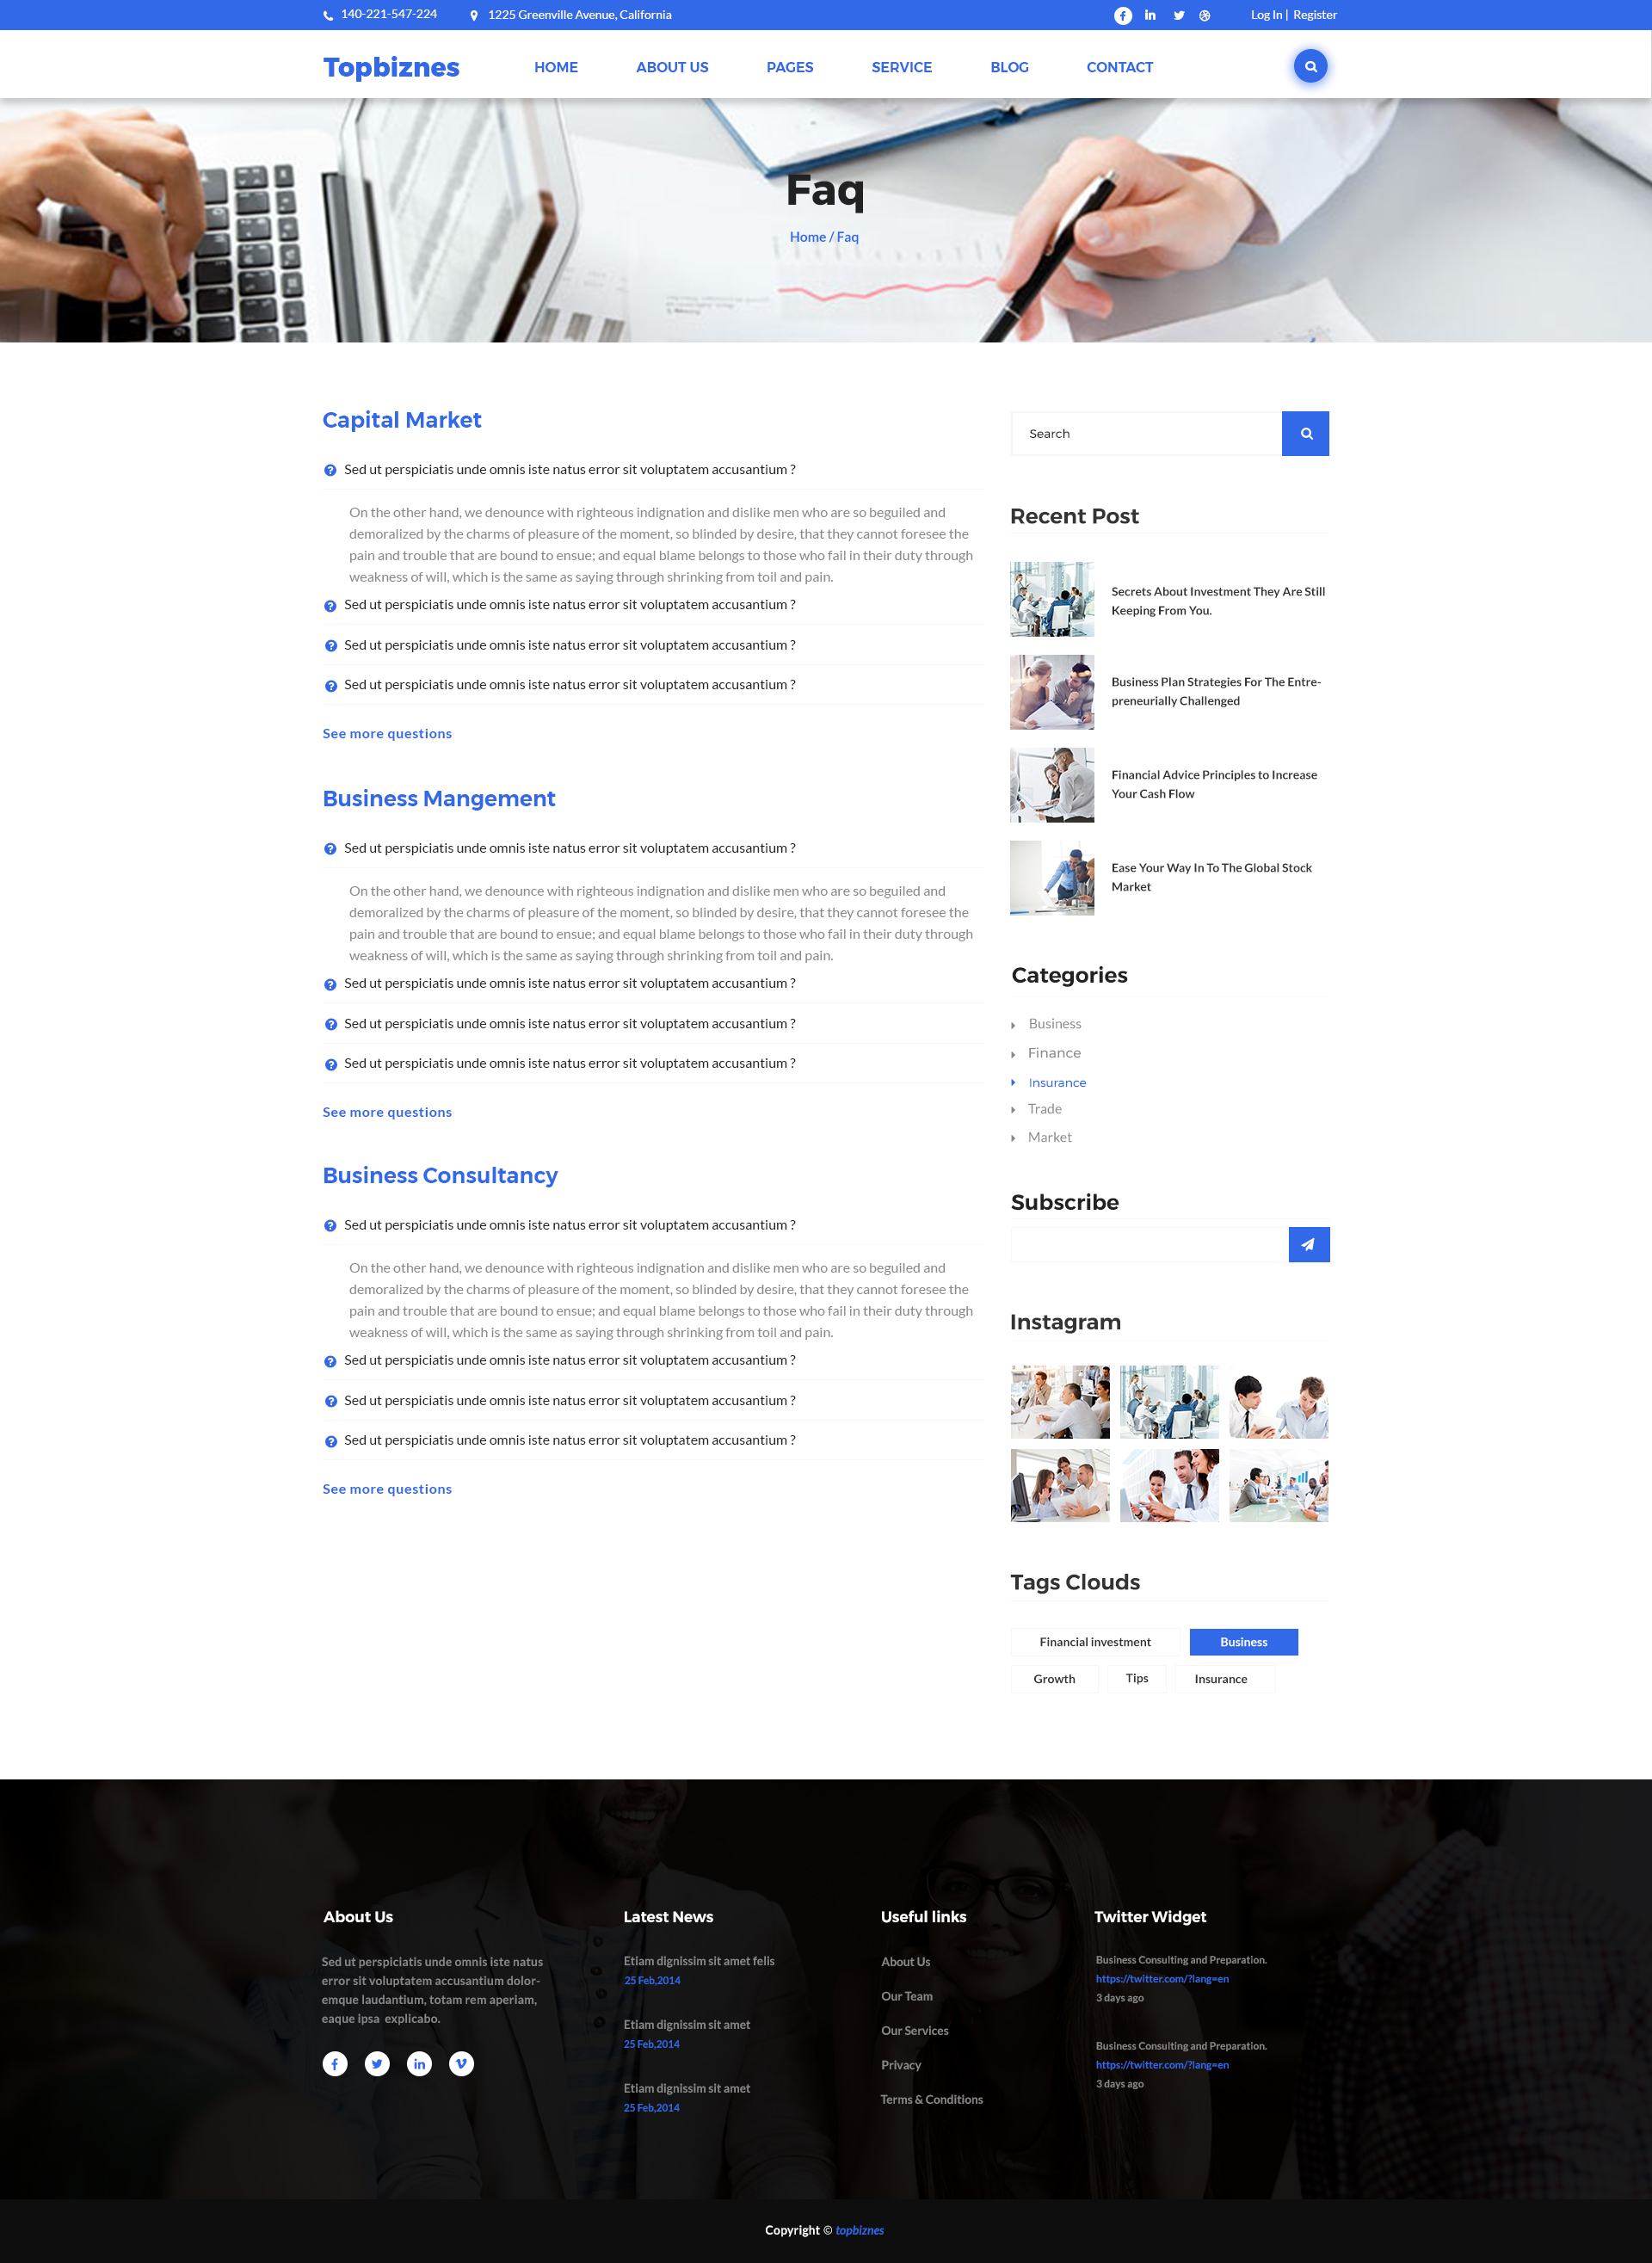 140-221-547-224
1225 Greenville Avenue, California
Log In | Register
Topbiznes
HOME
ABOUT US
PAGES
SERVICE
BLOG
CONTACT
Faq
Home / Faq
Capital Market
Sed ut perspiciatis unde omnis iste natus error sit voluptatem accusantium ?
On the other hand, we denounce with righteous indignation and dislike men who are so beguiled and
demoralized by the charms of pleasure of the moment, so blinded by desire, that they cannot foresee the
pain and trouble that are bound to ensue; and equal blame belongs to those who fail in their duty through
weakness of will, which is the same as saying through shrinking from toil and pain.
Sed ut perspiciatis unde omnis iste natus error sit voluptatem accusantium ?
Sed ut perspiciatis unde omnis iste natus error sit voluptatem accusantium ?
Sed ut perspiciatis unde omnis iste natus error sit voluptatem accusantium ?
See more questions
Business Mangement
Sed ut perspiciatis unde omnis iste natus error sit voluptatem accusantium ?
On the other hand, we denounce with righteous indignation and dislike men who are so beguiled and
demoralized by the charms of pleasure of the moment, so blinded by desire, that they cannot foresee the
pain and trouble that are bound to ensue; and equal blame belongs to those who fail in their duty through
weakness of will, which is the same as saying through shrinking from toil and pain.
Sed ut perspiciatis unde omnis iste natus error sit voluptatem accusantium ?
Sed ut perspiciatis unde omnis iste natus error sit voluptatem accusantium ?
Sed ut perspiciatis unde omnis iste natus error sit voluptatem accusantium ?
See more questions
Business Consultancy
Sed ut perspiciatis unde omnis iste natus error sit voluptatem accusantium ?
On the other hand, we denounce with righteous indignation and dislike men who are so beguiled and
demoralized by the charms of pleasure of the moment, so blinded by desire, that they cannot foresee the
pain and trouble that are bound to ensue; and equal blame belongs to those who fail in their duty through
weakness of will, which is the same as saying through shrinking from toil and pain.
Sed ut perspiciatis unde omnis iste natus error sit voluptatem accusantium ?
Sed ut perspiciatis unde omnis iste natus error sit voluptatem accusantium ?
Sed ut perspiciatis unde omnis iste natus error sit voluptatem accusantium ?
See more questions
Search
Recent Post
Secrets About Investment They Are Still
Keeping From You.
Business Plan Strategies For The Entre-
preneurially Challenged
Financial Advice Principles to Increase
Your Cash Flow
Ease Your Way In To The Global Stock
Market
Categories
Business
Finance
Insurance
Trade
Market
Subscribe
Instagram
Tags Clouds
Financial investment
Business
Growth
Tips
Insurance
About Us
Sed ut perspiciatis unde omnis iste natus
error sit voluptatem accusantium dolor-
emque laudantium, totam rem aperiam,
eaque ipsa explicabo.
Latest News
Etiam dignissim sit amet felis
25 Feb,2014
Etiam dignissim sit amet
25 Feb,2014
Etiam dignissim sit amet
25 Feb,2014
Useful links
About Us
Our Team
Our Services
Privacy
Terms & Conditions
Twitter Widget
Business Consulting and Preparation.
https://twitter.com/?lang=en
3 days ago
Business Consulting and Preparation.
https://twitter.com/?lang=en
3 days ago
Copyright © topbiznes